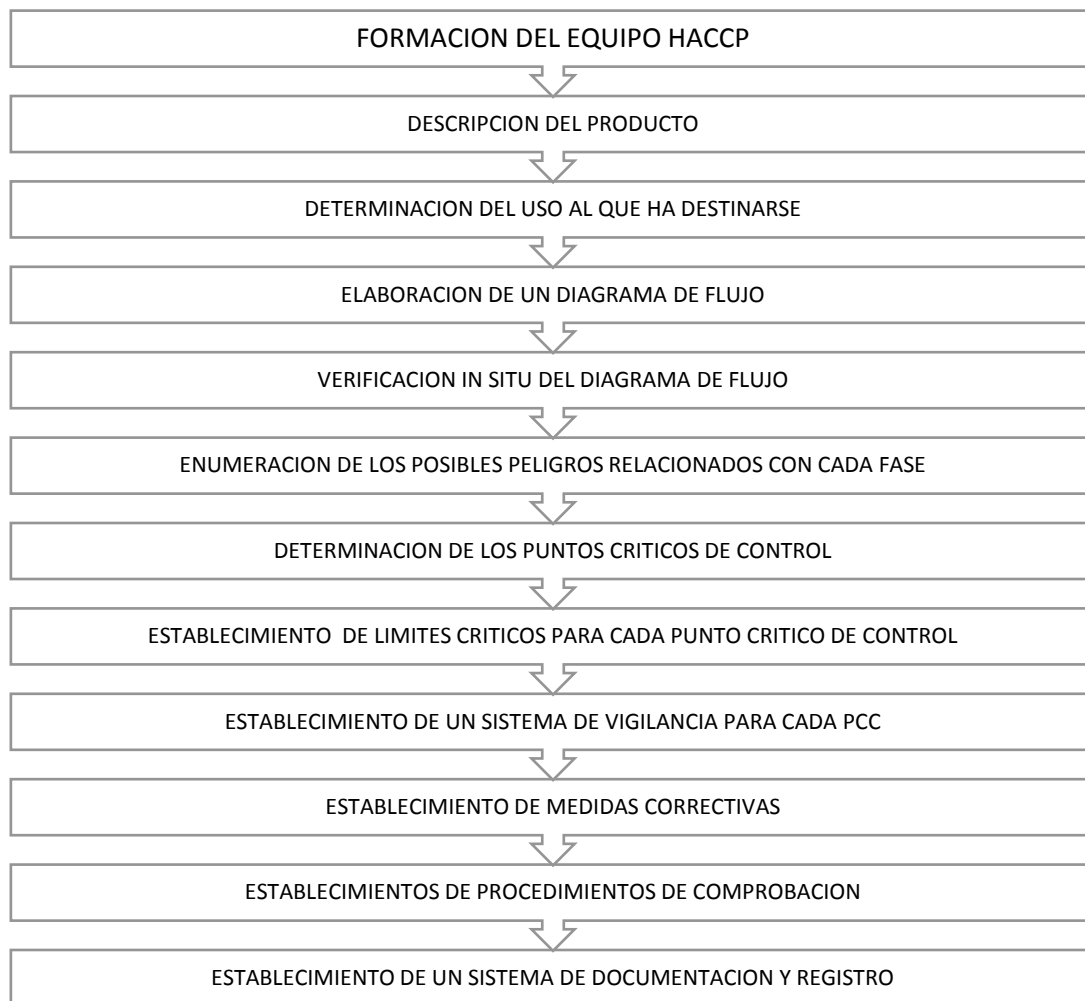 FORMACION DEL EQUIPO HACCP
DESCRIPCION DEL PRODUCTO
DETERMINACION DEL USO AL QUE HA DESTINARSE
ELABORACION DE UN DIAGRAMA DE FLUJO
VERIFICACION IN SITU DEL DIAGRAMA DE FLUJO
ENUMERACION DE LOS POSIBLES PELIGROS RELACIONADOS CON CADA FASE
DETERMINACION DE LOS PUNTOS CRITICOS DE CONTROL
ESTABLECIMIENTO DE LIMITES CRITICOS PARA CADA PUNTO CRITICO DE CONTROL
ESTABLECIMIENTO DE UN SISTEMA DE VIGILANCIA PARA CADA PCC
ESTABLECIMIENTO DE MEDIDAS CORRECTIVAS
ESTABLECIMIENTOS DE PROCEDIMIENTOS DE COMPROBACION
ESTABLECIMIENTO DE UN SISTEMA DE DOCUMENTACION Y REGISTRO